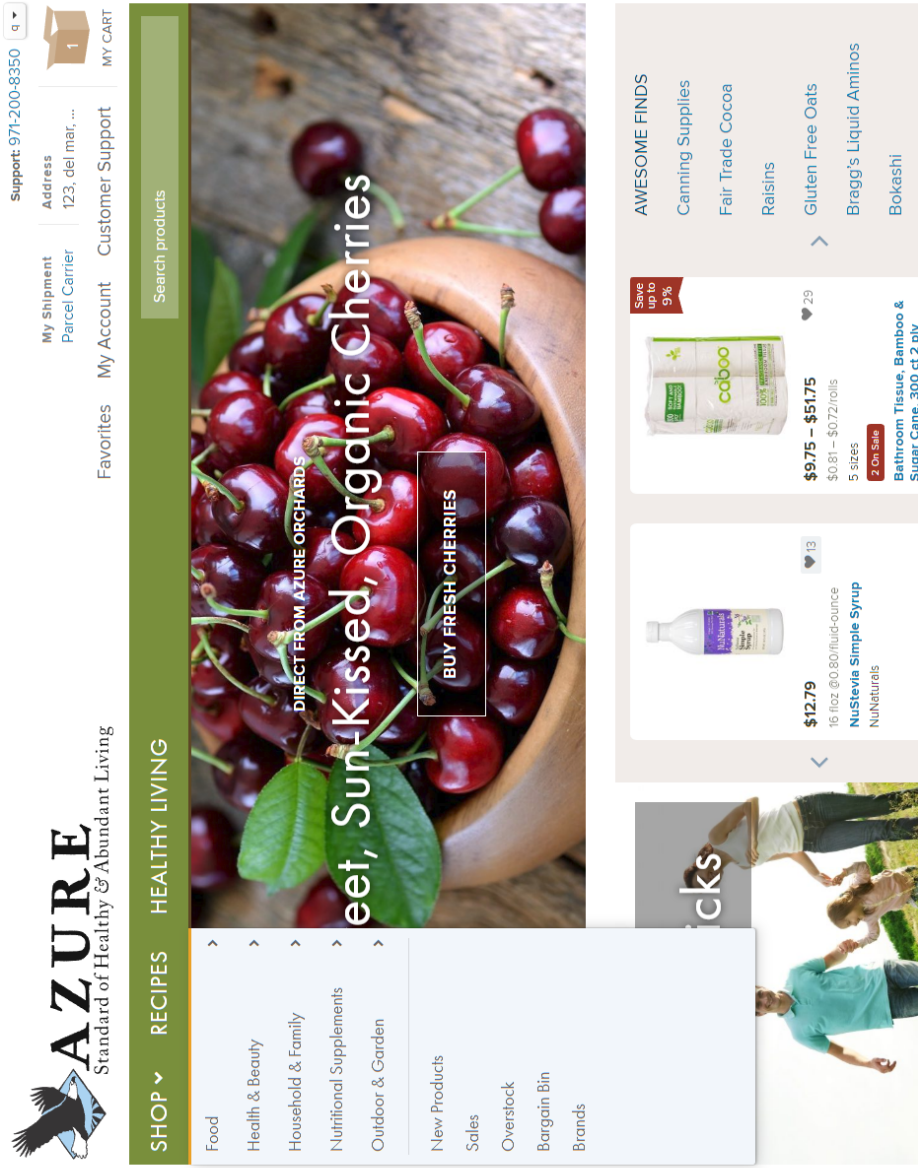 Support: 971-200-8350
q
AZURE
Standard of Healthy & Abundant Living
My Shipment
Parcel Carrier
Address
123, del mar, ...
1
MY CART
Favorites
My Account
Customer Support
SHOP
RECIPES
HEALTHY LIVING
Search products
Food
Health & Beauty
Household & Family
Nutritional Supplements
Outdoor & Garden
New Products
Sales
Overstock
Bargain Bin
Brands
DIRECT FROM AZURE ORCHARDS
eet, Sun-Kissed, Organic Cherries
BUY FRESH CHERRIES
icks
NuNaturals
Simple
Syrup
$12.79
13
16 floz @0.80/fluid-ounce
NuStevia Simple Syrup
NuNaturals
Save
up to
9%
caboo
100%
$9.75 – $51.75
29
$0.81 – $0.72/rolls
5 sizes
2 On Sale
Bathroom Tissue, Bamboo &
Sugar Cane, 300 ct 2 ply
AWESOME FINDS
Canning Supplies
Fair Trade Cocoa
Raisins
Gluten Free Oats
Bragg's Liquid Aminos
Bokashi